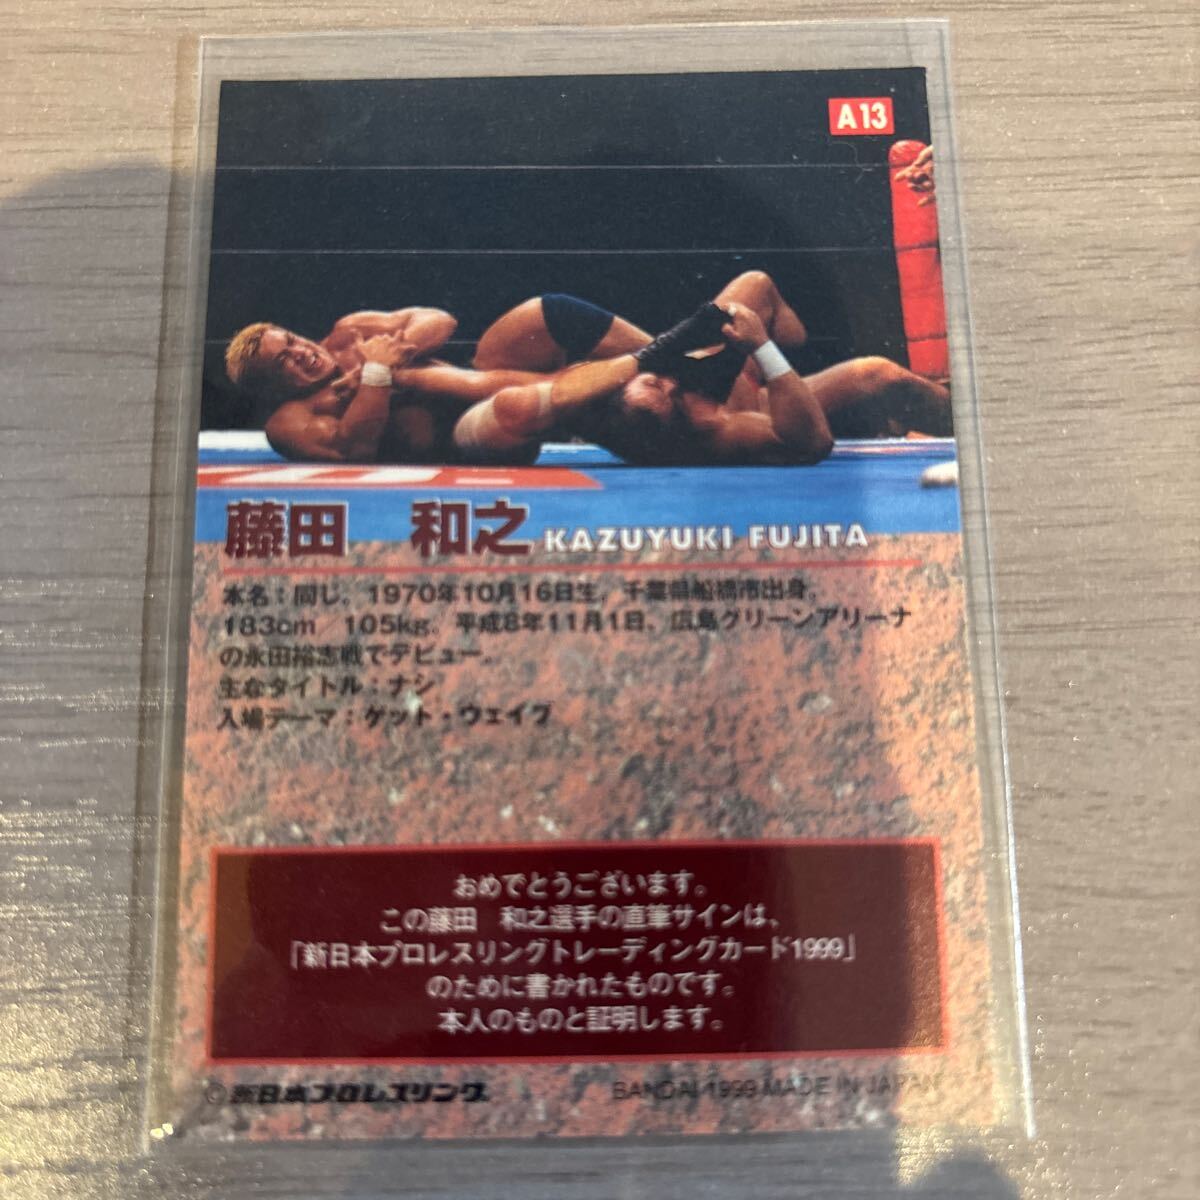 A13
藤田　和之 KAZUYUKI FUJITA
本名：同じ。1970年10月16日生。千葉県船橋市出身。
183cm　105kg。平成8年11月1日、広島グリーンアリーナ
の永田裕志戦でデビュー。
主なタイトル：ナシ
入場テーマ：ゲット・ウェイヴ
おめでとうございます。
この藤田　和之選手の直筆サインは、
「新日本プロレスリングトレーディングカード1999」
のために書かれたものです。
本人のものと証明します。
©新日本プロレスリング
BANDAI 1999 MADE IN JAPAN